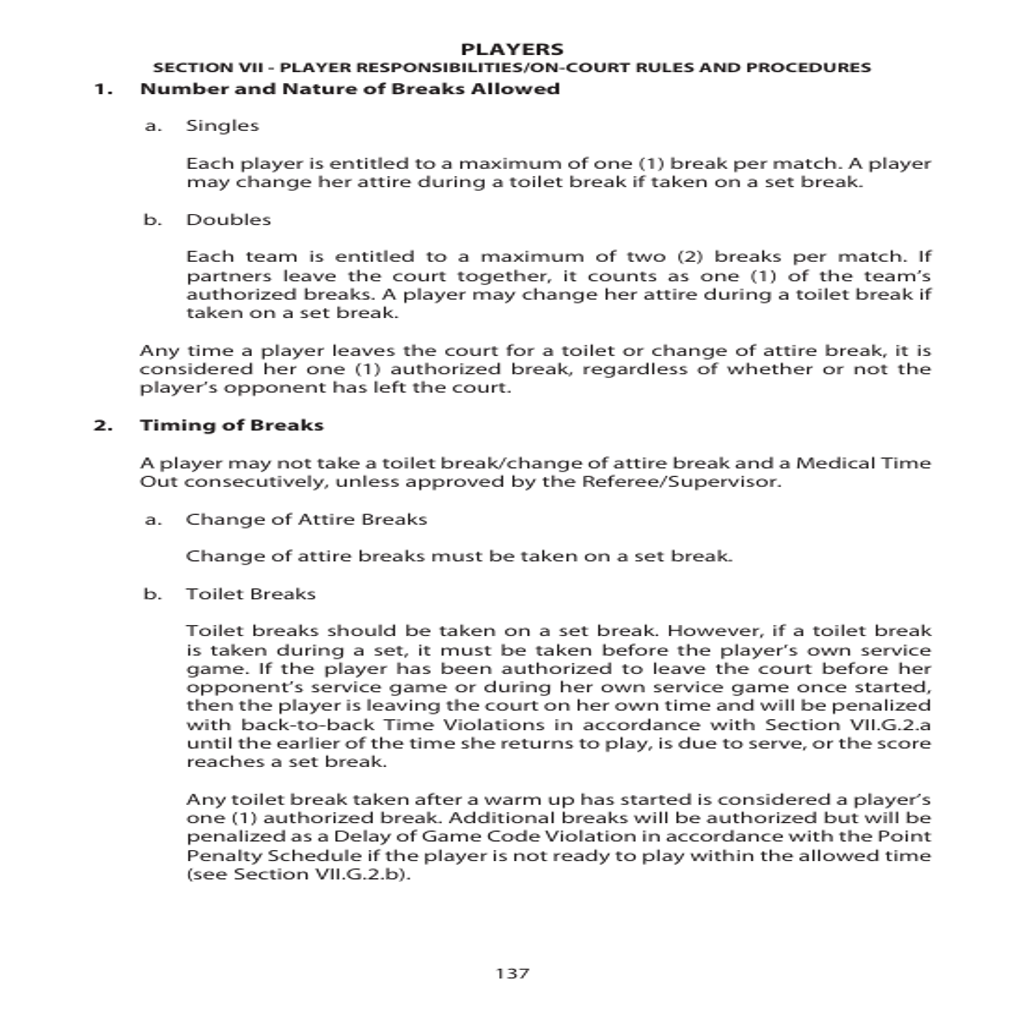 PLAYERS
SECTION VII - PLAYER RESPONSIBILITIES/ON-COURT RULES AND PROCEDURES
1. Number and Nature of Breaks Allowed
a. Singles
Each player is entitled to a maximum of one (1) break per match. A player
may change her attire during a toilet break if taken on a set break.
b. Doubles
Each team is entitled to a maximum of two (2) breaks per match. If
partners leave the court together, it counts as one (1) of the team's
authorized breaks. A player may change her attire during a toilet break if
taken on a set break.
Any time a player leaves the court for a toilet or change of attire break, it is
considered her one (1) authorized break, regardless of whether or not the
player's opponent has left the court.
2. Timing of Breaks
A player may not take a toilet break/change of attire break and a Medical Time
Out consecutively, unless approved by the Referee/Supervisor.
a. Change of Attire Breaks
Change of attire breaks must be taken on a set break.
b. Toilet Breaks
Toilet breaks should be taken on a set break. However, if a toilet break
is taken during a set, it must be taken before the player's own service
game. If the player has been authorized to leave the court before her
opponent's service game or during her own service game once started,
then the player is leaving the court on her own time and will be penalized
with back-to-back Time Violations in accordance with Section VII.G.2.a
until the earlier of the time she returns to play, is due to serve, or the score
reaches a set break.
Any toilet break taken after a warm up has started is considered a player's
one (1) authorized break. Additional breaks will be authorized but will be
penalized as a Delay of Game Code Violation in accordance with the Point
Penalty Schedule if the player is not ready to play within the allowed time
(see Section VII.G.2.b).
137